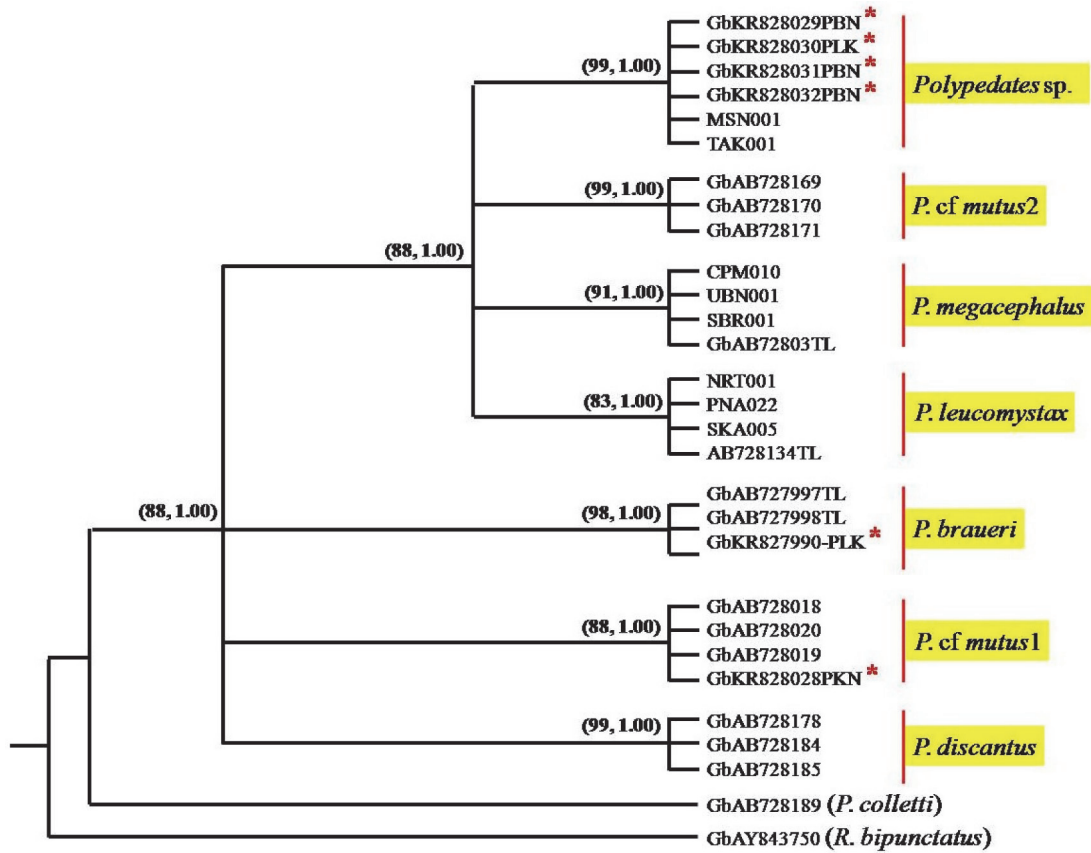 GbKR828029PBN *
GbKR828030PLK *
(99, 1.00)
GbKR828031PBN *
GbKR828032PBN *
MSN001
TAK001
Polypedates sp.
GbAB728169
(99, 1.00)
GbAB728170
GbAB728171
P. cf mutus2
(88, 1.00)
CPM010
(91, 1.00)
UBN001
SBR001
GbAB72803TL
P. megacephalus
NRT001
(83, 1.00)
PNA022
SKA005
AB728134TL
P. leucomystax
(88, 1.00)
GbAB727997TL
(98, 1.00)
GbAB727998TL
GbKR827990-PLK *
P. braueri
GbAB728018
(88, 1.00)
GbAB728020
GbAB728019
GbKR828028PKN *
P. cf mutus1
GbAB728178
(99, 1.00)
GbAB728184
GbAB728185
P. discantus
GbAB728189 (P. colletti)
GbAY843750 (R. bipunctatus)